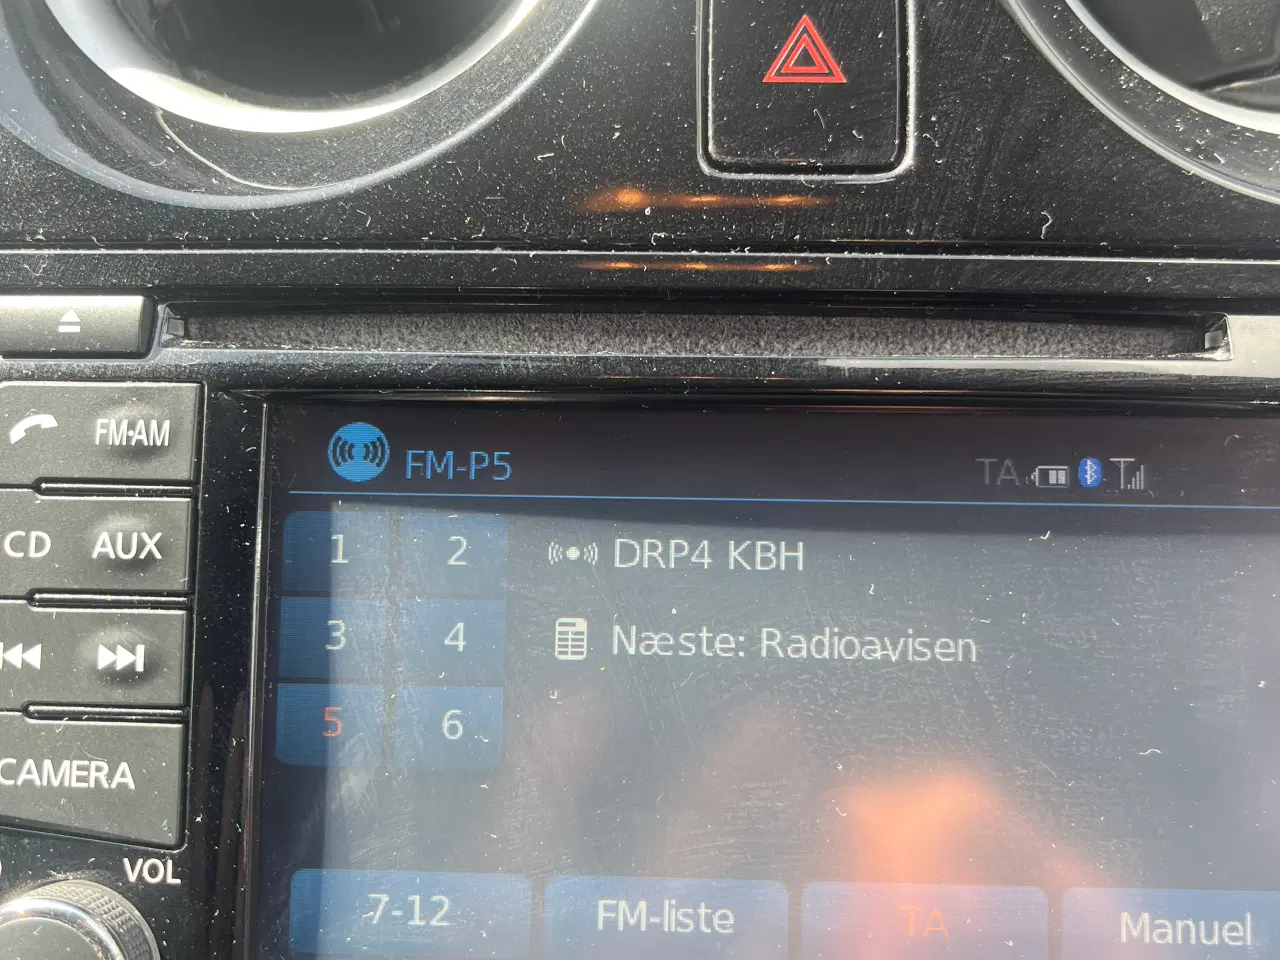 FM·AM
CD
AUX
CAMERA
VOL
FM-P5
TA
1
2
DRP4 KBH
3
4
Næste: Radioavisen
5
6
7-12
FM-liste
TA
Manuel